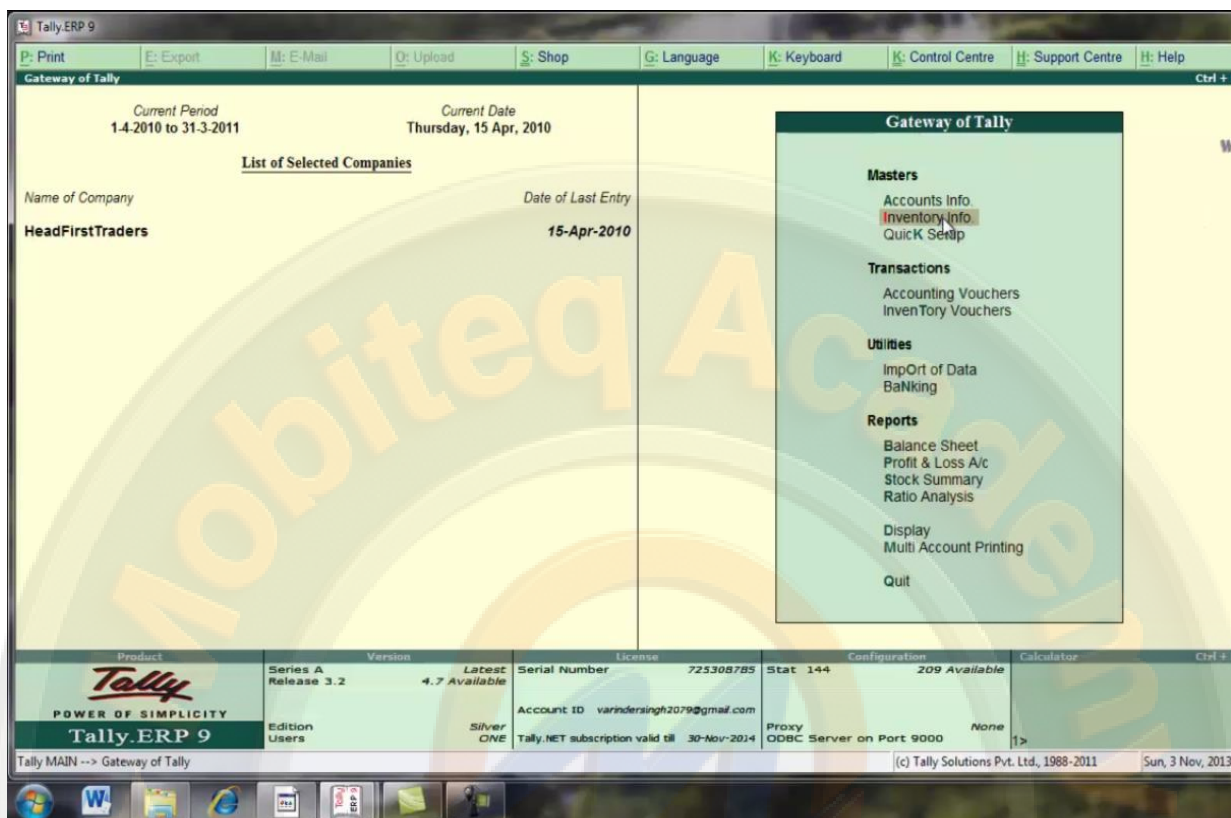 Tally.ERP 9
P: Print E: Export M: E-Mail O: Upload S: Shop G: Language K: Keyboard K: Control Centre H: Support Centre H: Help
Gateway of Tally Ctrl +
Current Period Current Date
1-4-2010 to 31-3-2011 Thursday, 15 Apr, 2010
List of Selected Companies
Name of Company Date of Last Entry
HeadFirstTraders 15-Apr-2010
Gateway of Tally
Masters
Accounts Info.
Inventory Info.
QuicK Setup
Transactions
Accounting Vouchers
InvenTory Vouchers
Utilities
ImpOrt of Data
BaNking
Reports
Balance Sheet
Profit & Loss A/c
Stock Summary
Ratio Analysis
Display
Multi Account Printing
Quit
Mobiteq Academ
Product Version License Configuration Calculator Ctrl +
Tally
POWER OF SIMPLICITY
Tally.ERP 9
Series A Latest
Release 3.2 4.7 Available
Edition Silver
Users ONE
Serial Number 725308785
Account ID varindersingh2079@gmail.com
Tally.NET subscription valid till 30-Nov-2014
Stat 144 209 Available
Proxy None
ODBC Server on Port 9000
1>
Tally MAIN --> Gateway of Tally (c) Tally Solutions Pvt. Ltd., 1988-2011 Sun, 3 Nov, 2013